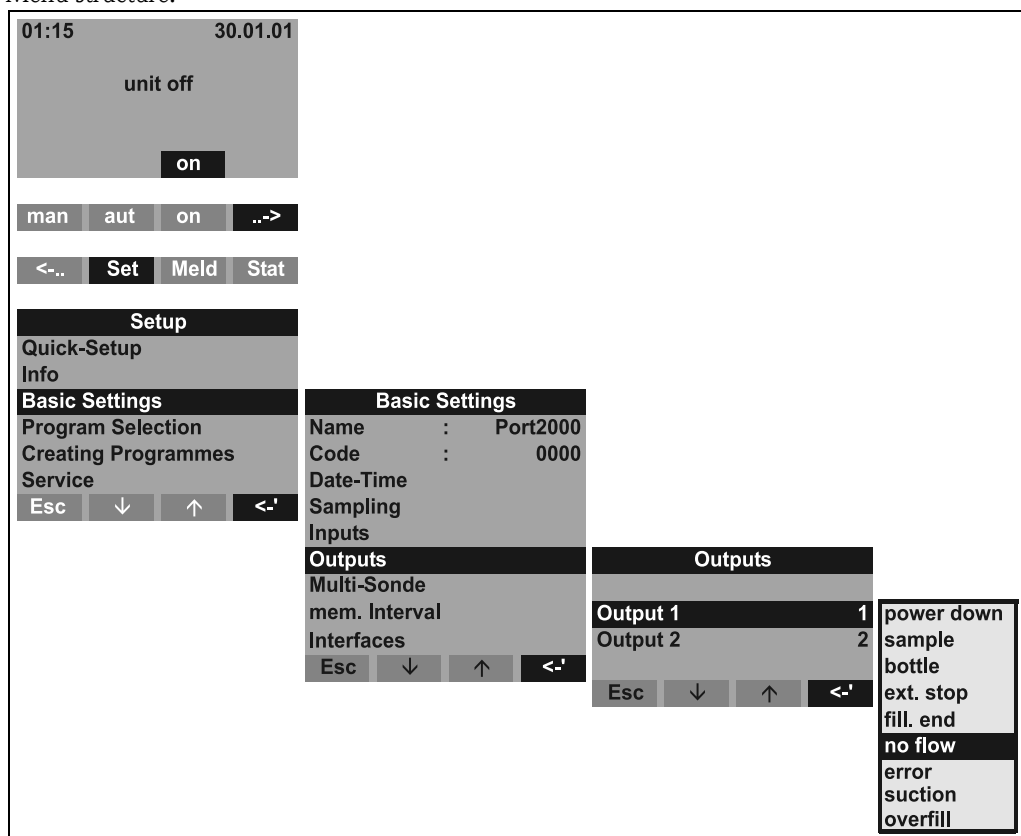 Menu structure:
01:15 30.01.01
unit off
on
man aut on ..->
<-.. Set Meld Stat
Setup
Quick-Setup
Info
Basic Settings
Program Selection
Creating Programmes
Service
Esc ↓ ↑ <-'
Basic Settings
Name : Port2000
Code : 0000
Date-Time
Sampling
Inputs
Outputs
Multi-Sonde
mem. Interval
Interfaces
Esc ↓ ↑ <-'
Outputs
Output 1 1
Output 2 2
Esc ↓ ↑ <-'
power down
sample
bottle
ext. stop
fill. end
no flow
error
suction
overfill